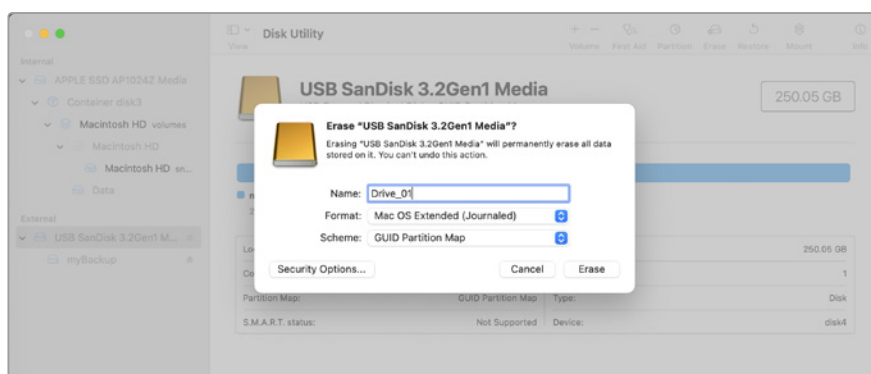 View
Disk Utility
Volume First Aid Partition Erase Restore Mount Info
Internal
APPLE SSD AP1024Z Media
Container disk3
Macintosh HD volumes
Macintosh HD
Macintosh HD sn...
Data
External
USB SanDisk 3.2Gen1 M...
myBackup
USB SanDisk 3.2Gen1 Media
250.05 GB
Erase “USB SanDisk 3.2Gen1 Media”?
Erasing “USB SanDisk 3.2Gen1 Media” will permanently erase all data
stored on it. You can’t undo this action.
Name: Drive_01
Format: Mac OS Extended (Journaled)
Scheme: GUID Partition Map
Security Options...
Cancel
Erase
250.05 GB
1
Partition Map: GUID Partition Map
Type: Disk
S.M.A.R.T. status: Not Supported
Device: disk4